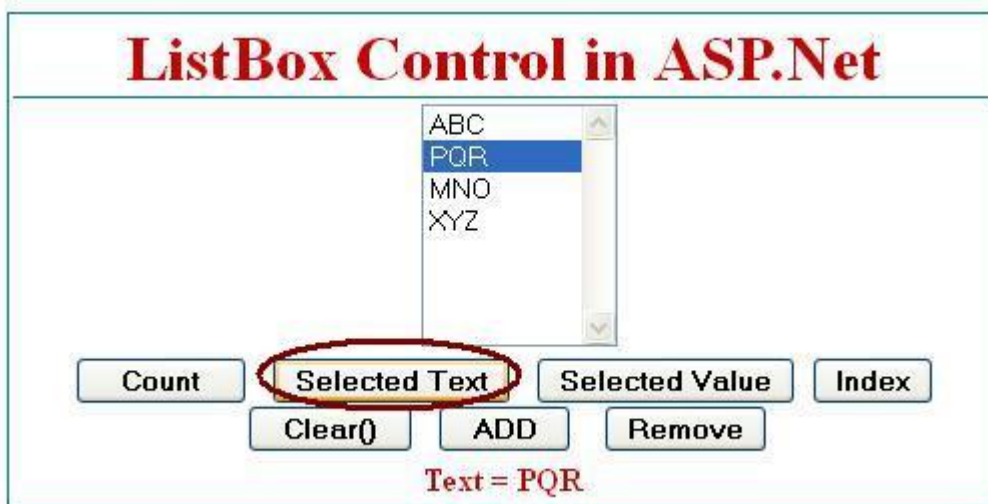 ListBox Control in ASP.Net
ABC
PQR
MNO
XYZ
Count Selected Text Selected Value Index
Clear() ADD Remove
Text = PQR